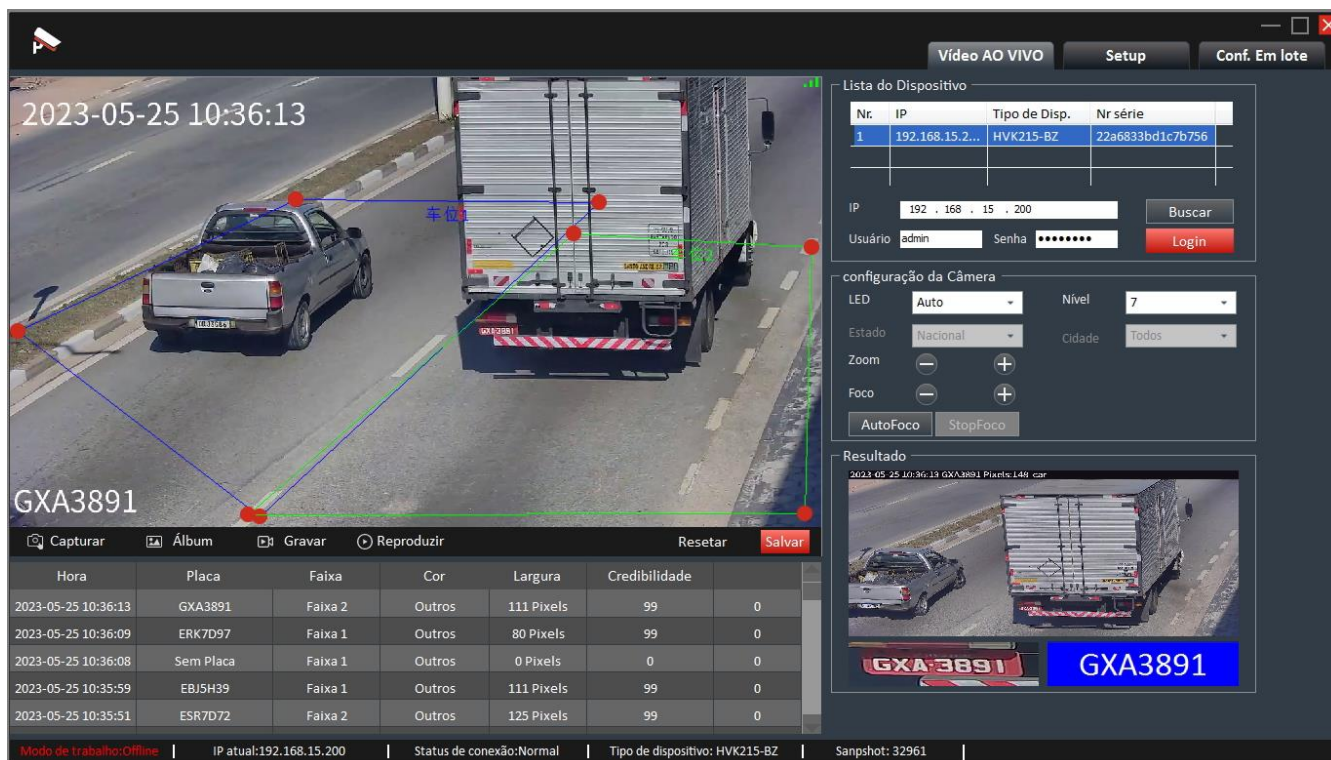 Vídeo AO VIVO
Setup
Conf. Em lote
2023-05-25 10:36:13
车位1
车位2
GXA3891
GXA3891
Capturar
Álbum
Gravar
Reproduzir
Resetar
Salvar
Hora Placa Faixa Cor Largura Credibilidade
2023-05-25 10:36:13 GXA3891 Faixa 2 Outros 111 Pixels 99 0
2023-05-25 10:36:09 ERK7D97 Faixa 1 Outros 80 Pixels 99 0
2023-05-25 10:36:08 Sem Placa Faixa 1 Outros 0 Pixels 0 0
2023-05-25 10:35:59 EBJ5H39 Faixa 1 Outros 111 Pixels 99 0
2023-05-25 10:35:51 ESR7D72 Faixa 2 Outros 125 Pixels 99 0
Lista do Dispositivo
Nr. IP Tipo de Disp. Nr série
1 192.168.15.2... HVK215-BZ 22a6833bd1c7b756
IP 192 . 168 . 15 . 200 Buscar
Usuário admin Senha ●●●●●●●● Login
configuração da Câmera
LED Auto Nível 7
Estado Nacional Cidade Todos
Zoom
Foco
AutoFoco StopFoco
Resultado
2023-05-25 10:36:13 GXA3891 Pixels:148 car
GXA-3891
GXA3891
Modo de trabalho:Offline
IP atual:192.168.15.200
Status de conexão:Normal
Tipo de dispositivo: HVK215-BZ
Sanpshot: 32961